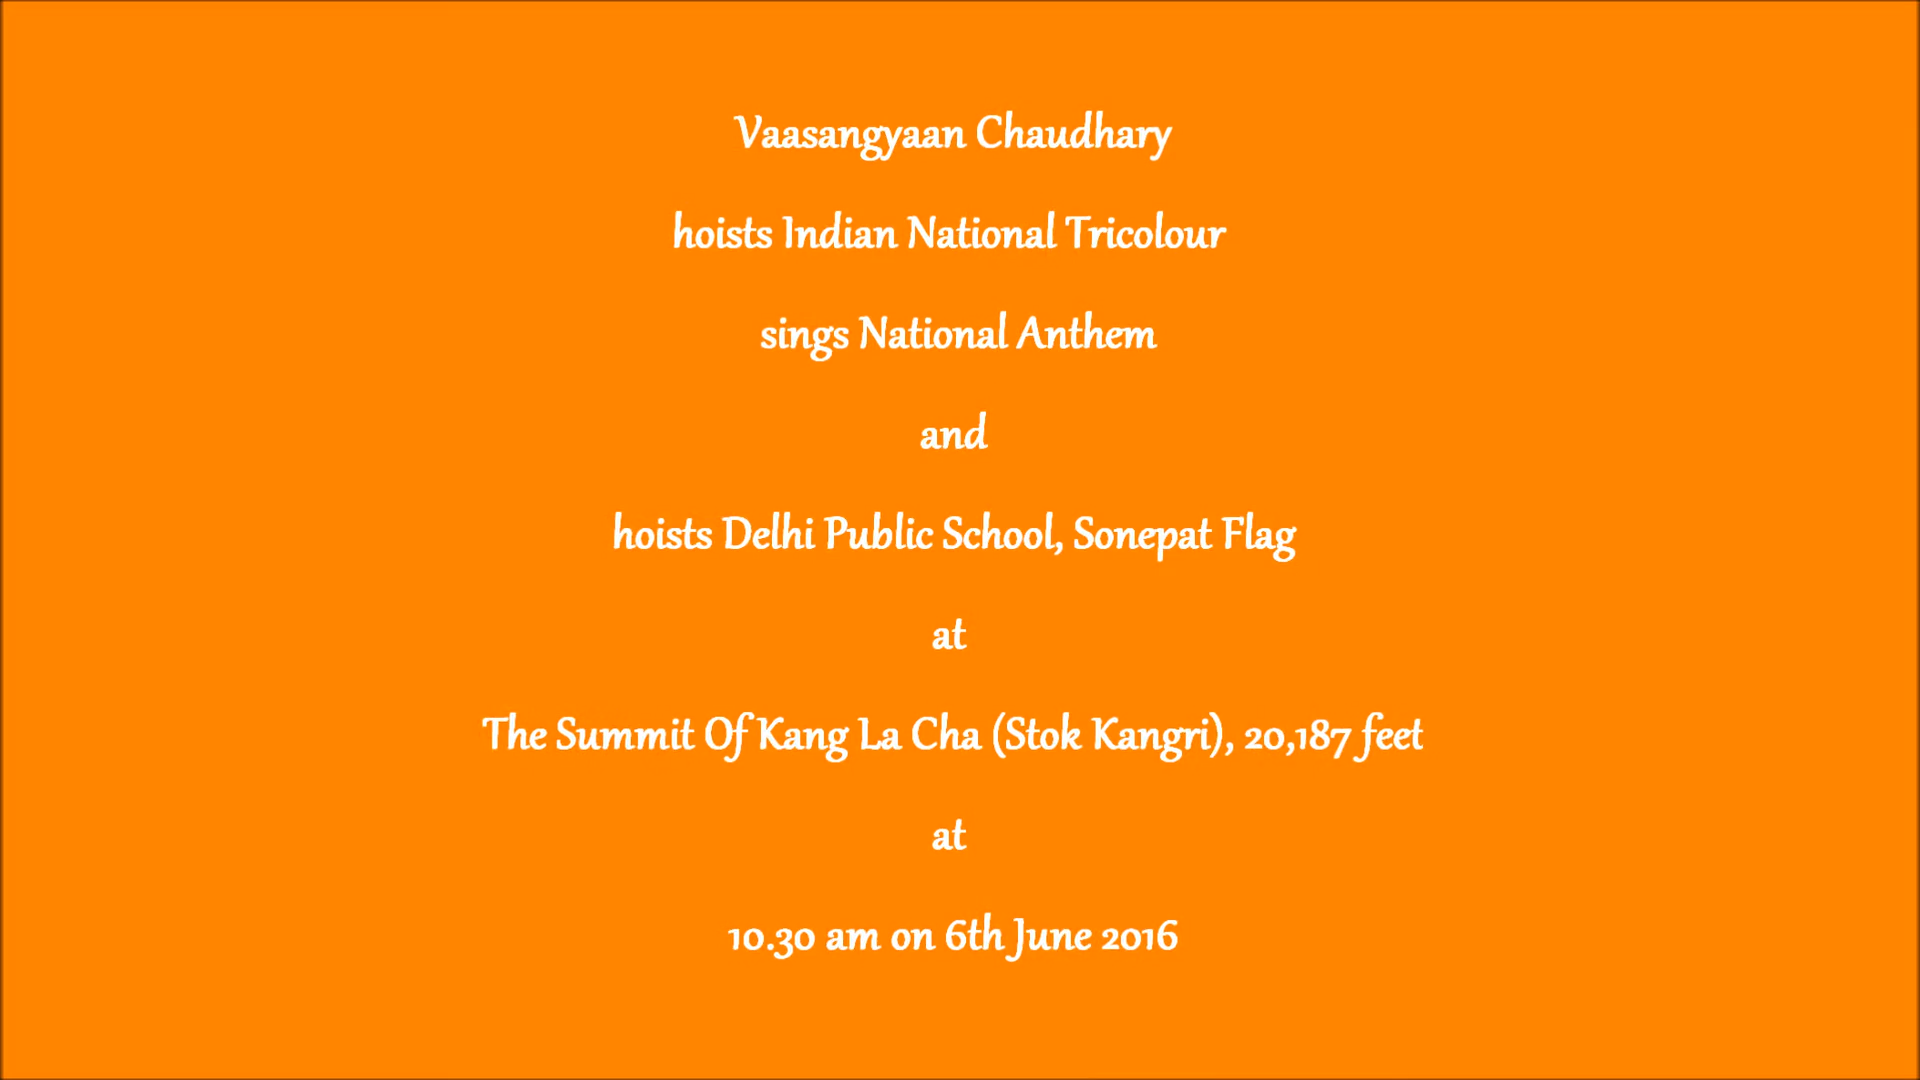 Vaasangyaan Chaudhary
hoists Indian National Tricolour
sings National Anthem
and
hoists Delhi Public School, Sonepat Flag
at
The Summit Of Kang La Cha (Stok Kangri), 20,187 feet
at
10.30 am on 6th June 2016